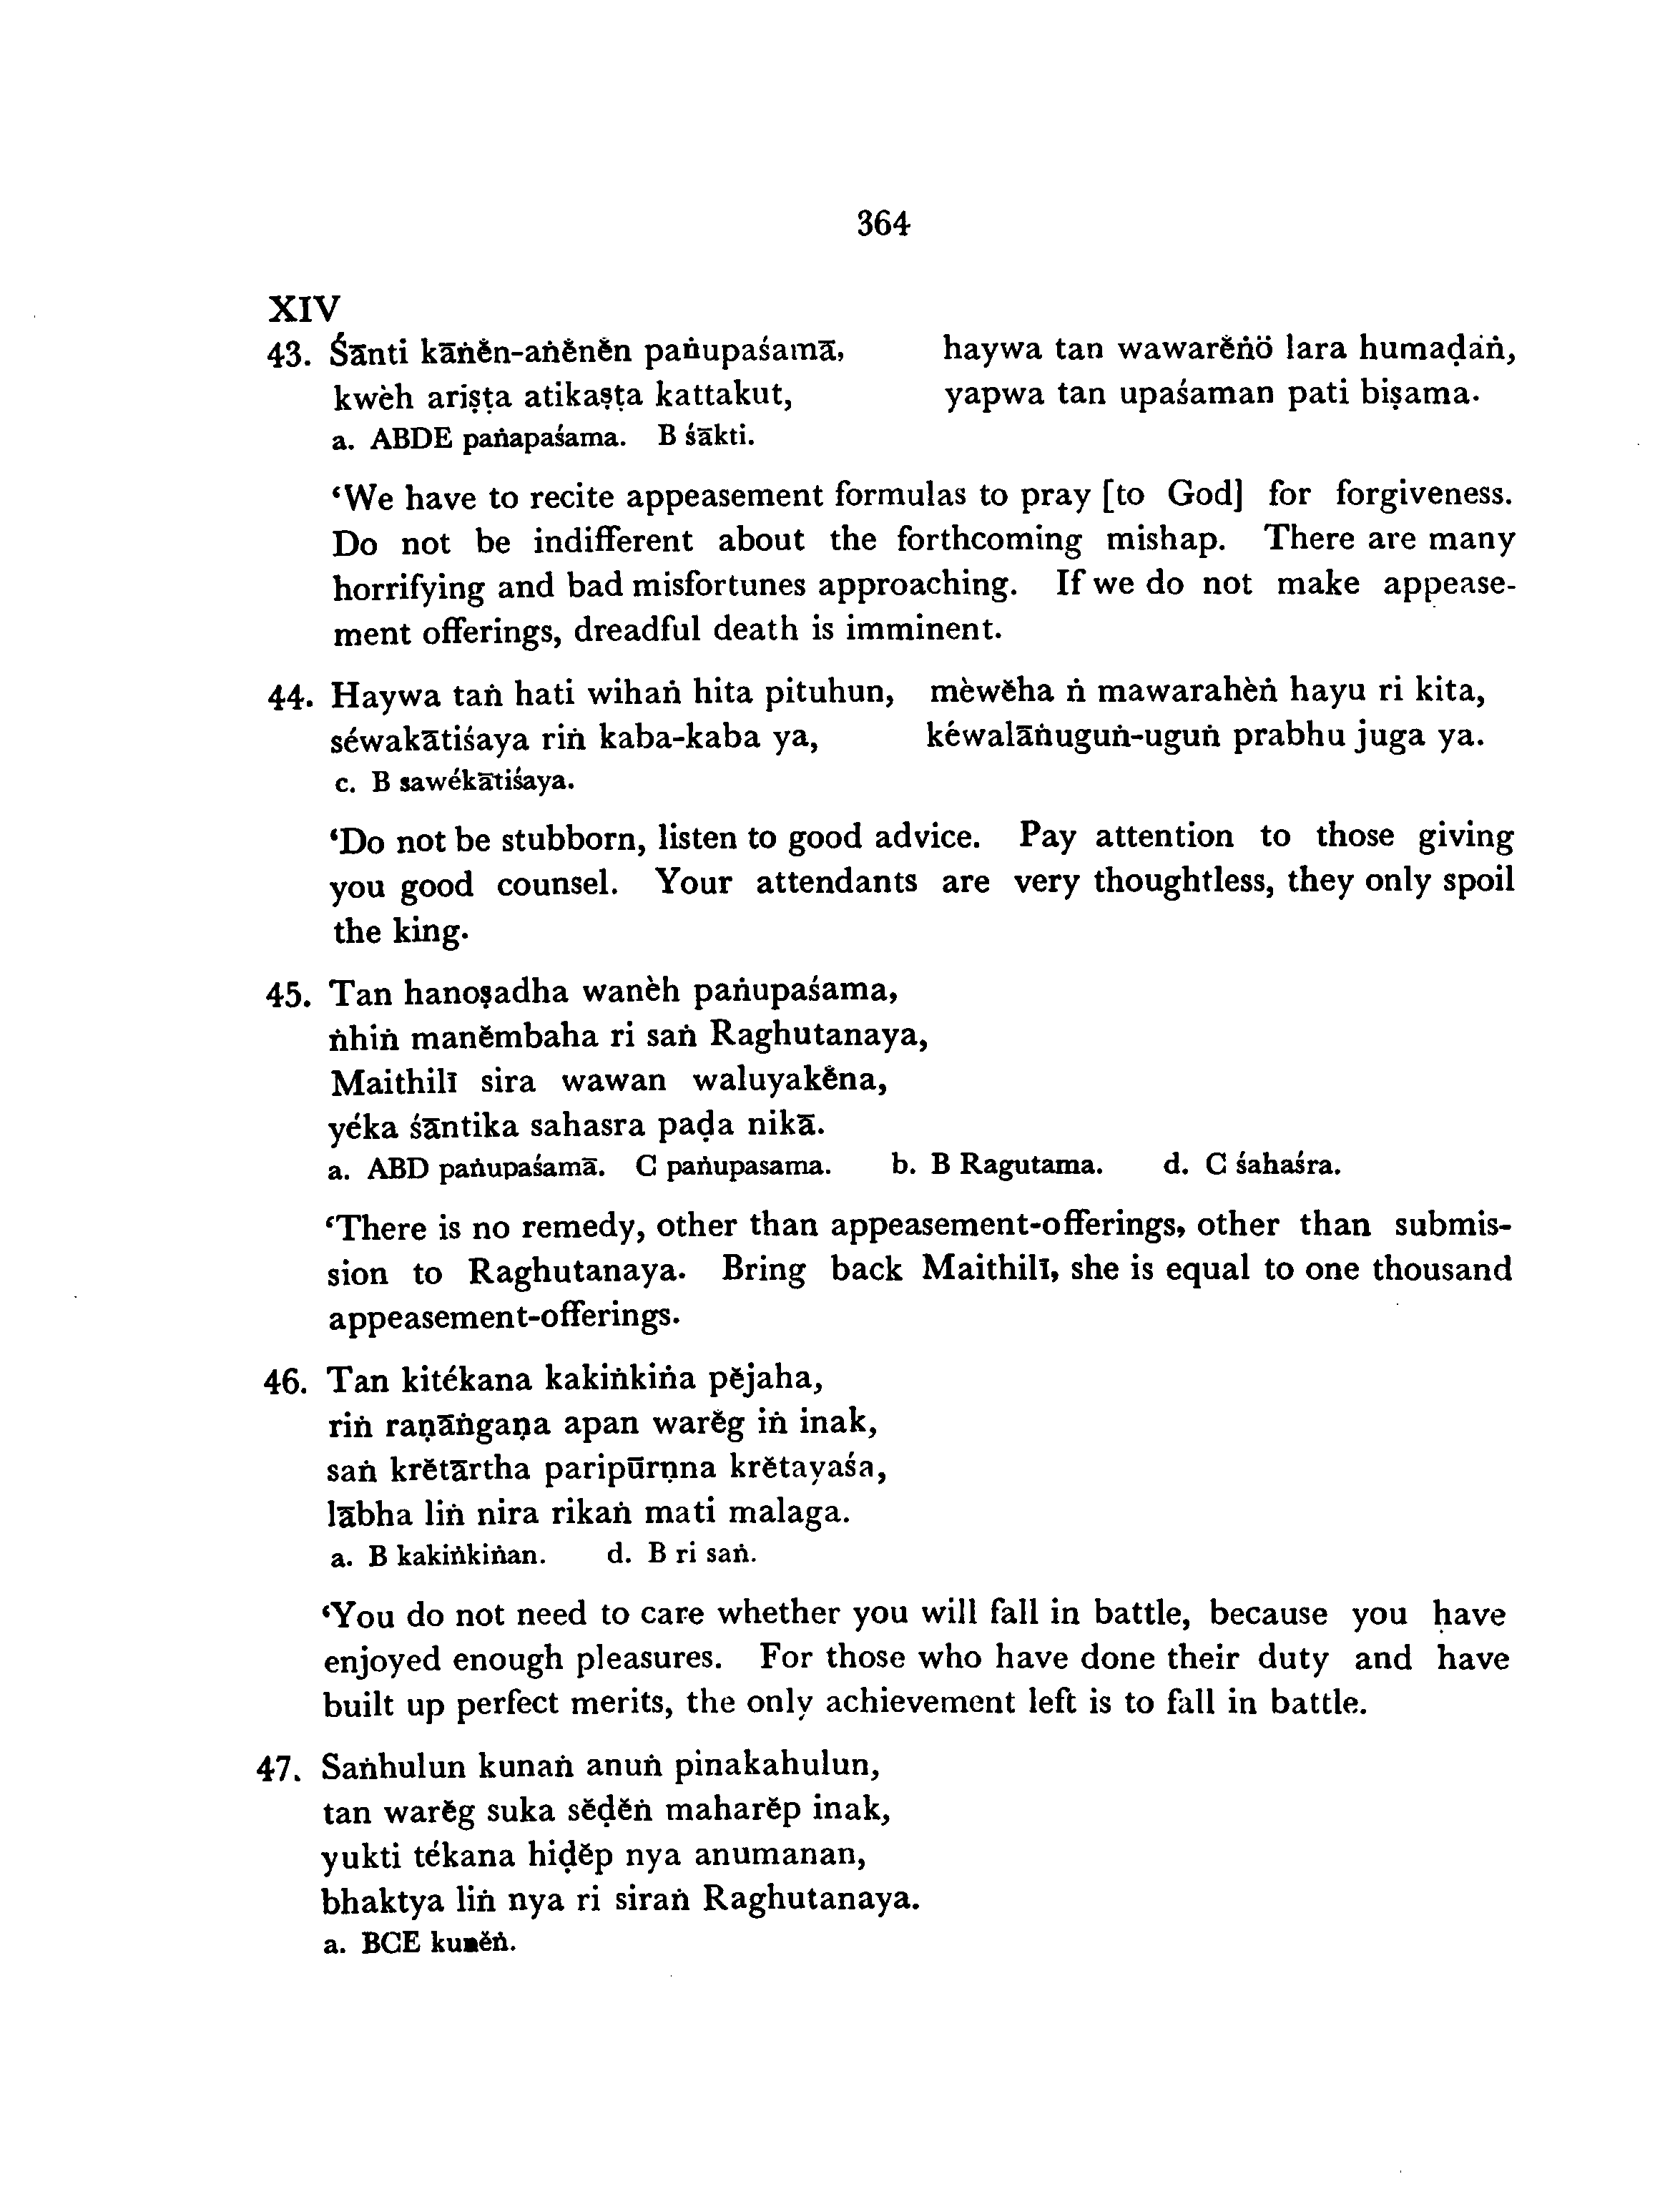 364
XIV
43. Śānti kāṅĕn-aṅĕnĕn paṅupaśamā, haywa tan wawarĕṅö lara humaḍaṅ,
kwèh ariṣṭa atikaṣṭa kattakut, yapwa tan upaśaman pati biṣama.
a. ABDE paṅapaśama. B śākti.
‘We have to recite appeasement formulas to pray [to God] for forgiveness.
Do not be indifferent about the forthcoming mishap. There are many
horrifying and bad misfortunes approaching. If we do not make appease-
ment offerings, dreadful death is imminent.
44. Haywa taṅ hati wihaṅ hita pituhun, mèwĕha ṅ mawarahèṅ hayu ri kita,
séwakātiśaya riṅ kaba-kaba ya, kéwalāṅuguṅ-uguṅ prabhu juga ya.
c. B sawékātiśaya.
‘Do not be stubborn, listen to good advice. Pay attention to those giving
you good counsel. Your attendants are very thoughtless, they only spoil
the king.
45. Tan hanoṣadha wanèh paṅupaśama,
ṅhiṅ manĕmbaha ri saṅ Raghutanaya,
Maithilī sira wawan waluyakĕna,
yéka śāntika sahasra paḍa nikā.
a. ABD paṅupaśamā. C paṅupasama. b. B Ragutama. d. C śahaśra.
‘There is no remedy, other than appeasement-offerings, other than submis-
sion to Raghutanaya. Bring back Maithilī, she is equal to one thousand
appeasement-offerings.
46. Tan kitékana kakiṅkiṅa pĕjaha,
riṅ raṇāṅgaṇa apan warĕg iṅ inak,
saṅ krĕtārtha paripūrṇna krĕtayaśa,
lābha liṅ nira rikaṅ mati malaga.
a. B kakiṅkiṅan. d. B ri saṅ.
‘You do not need to care whether you will fall in battle, because you have
enjoyed enough pleasures. For those who have done their duty and have
built up perfect merits, the only achievement left is to fall in battle.
47. Saṅhulun kunaṅ anuṅ pinakahulun,
tan warĕg suka sĕḍĕṅ maharĕp inak,
yukti tékana hiḍĕp nya anumanan,
bhaktya liṅ nya ri siraṅ Raghutanaya.
a. BCE kunĕṅ.